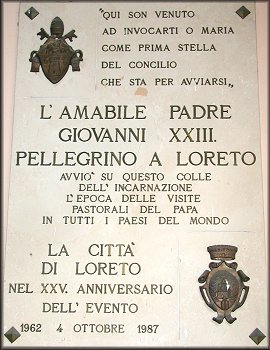 "QUI SON VENUTO
AD INVOCARTI O MARIA
COME PRIMA STELLA
DEL CONCILIO
CHE STA PER AVVIARSI„
L'AMABILE PADRE
GIOVANNI XXIII.
PELLEGRINO A LORETO
AVVIÒ SU QUESTO COLLE
DELL'INCARNAZIONE
L'EPOCA DELLE VISITE
PASTORALI DEL PAPA
IN TUTTI I PAESI DEL MONDO
LA CITTÀ
DI LORETO
NEL XXV. ANNIVERSARIO
DELL'EVENTO
1962 4 OTTOBRE 1987